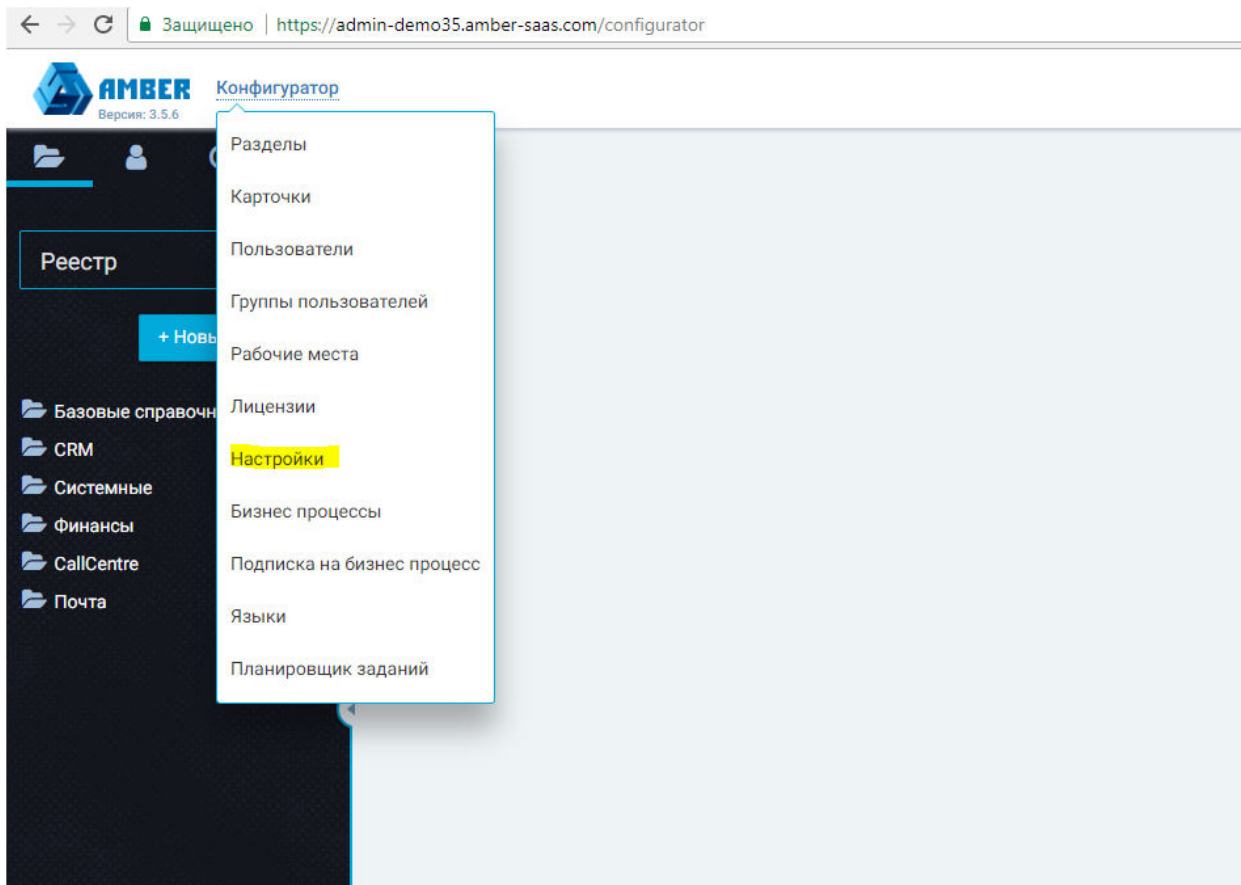 Защищено | https://admin-demo35.amber-saas.com/configurator
AMBER
Версия: 3.5.6
Конфигуратор
Разделы
Карточки
Пользователи
Группы пользователей
Рабочие места
Лицензии
Настройки
Бизнес процессы
Подписка на бизнес процесс
Языки
Планировщик заданий
Реестр
+ Новы
Базовые справочн
CRM
Системные
Финансы
CallCentre
Почта